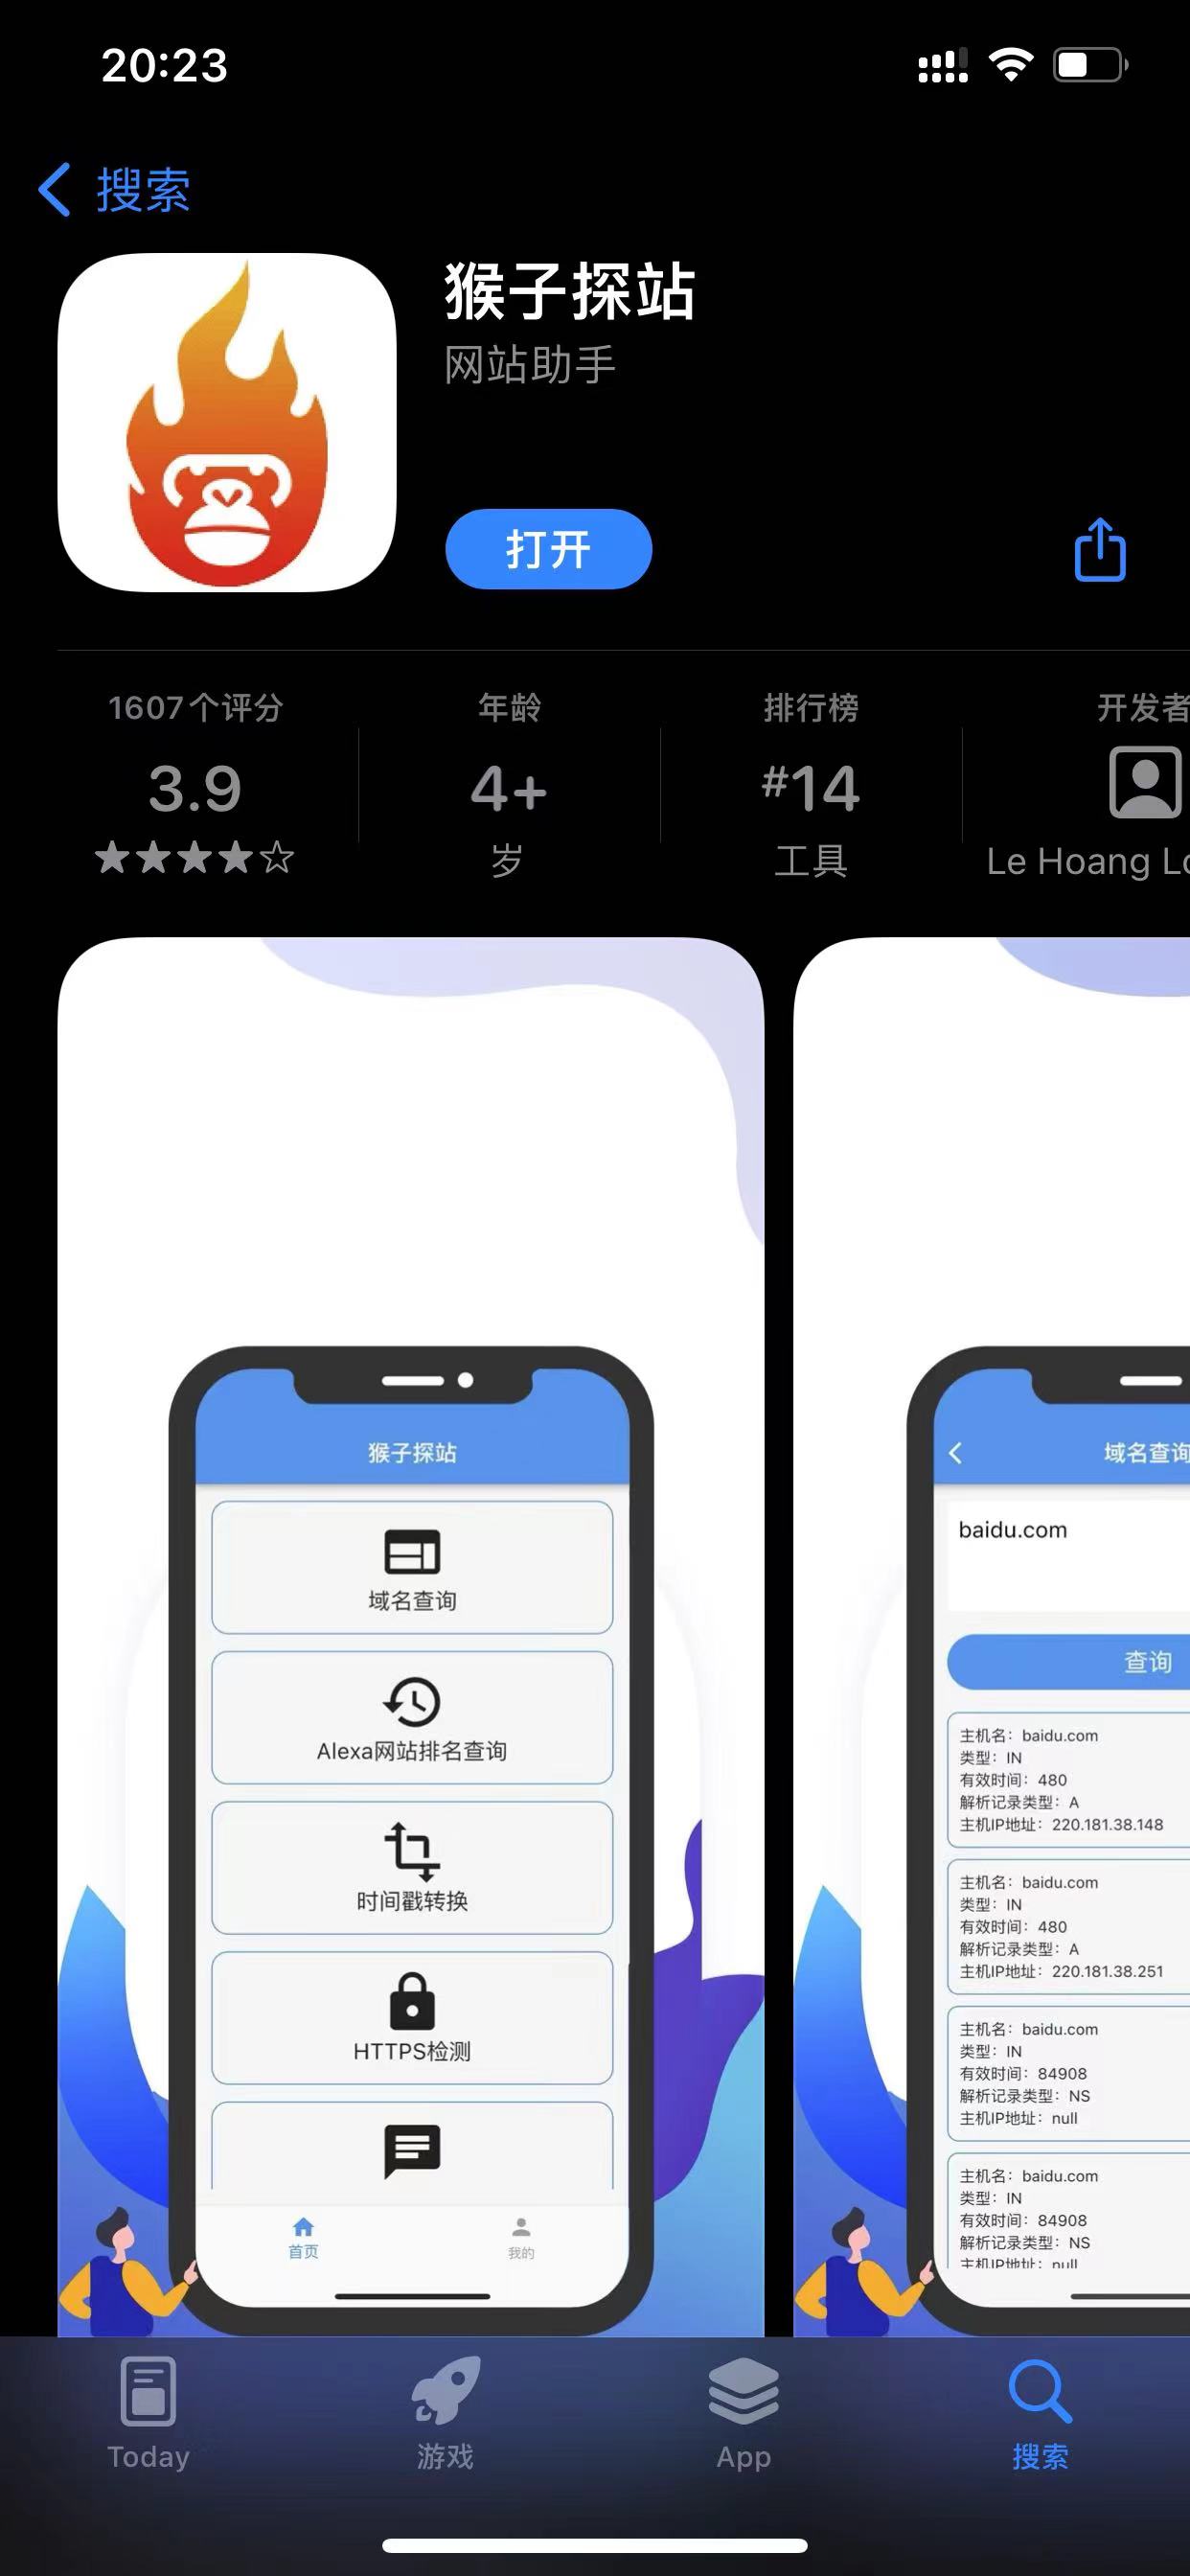 20:23
搜索
猴子探站
网站助手
打开
1607个评分
3.9
年龄
4+
岁
排行榜
#14
工具
开发者
Le Hoang Lo
猴子探站
域名查询
Alexa网站排名查询
时间戳转换
HTTPS检测
首页
我的
域名查询
baidu.com
查询
主机名：baidu.com
类型：IN
有效时间：480
解析记录类型：A
主机IP地址：220.181.38.148
主机名：baidu.com
类型：IN
有效时间：480
解析记录类型：A
主机IP地址：220.181.38.251
主机名：baidu.com
类型：IN
有效时间：84908
解析记录类型：NS
主机IP地址：null
主机名：baidu.com
类型：IN
有效时间：84908
解析记录类型：NS
主机IP地址：null
Today
游戏
App
搜索